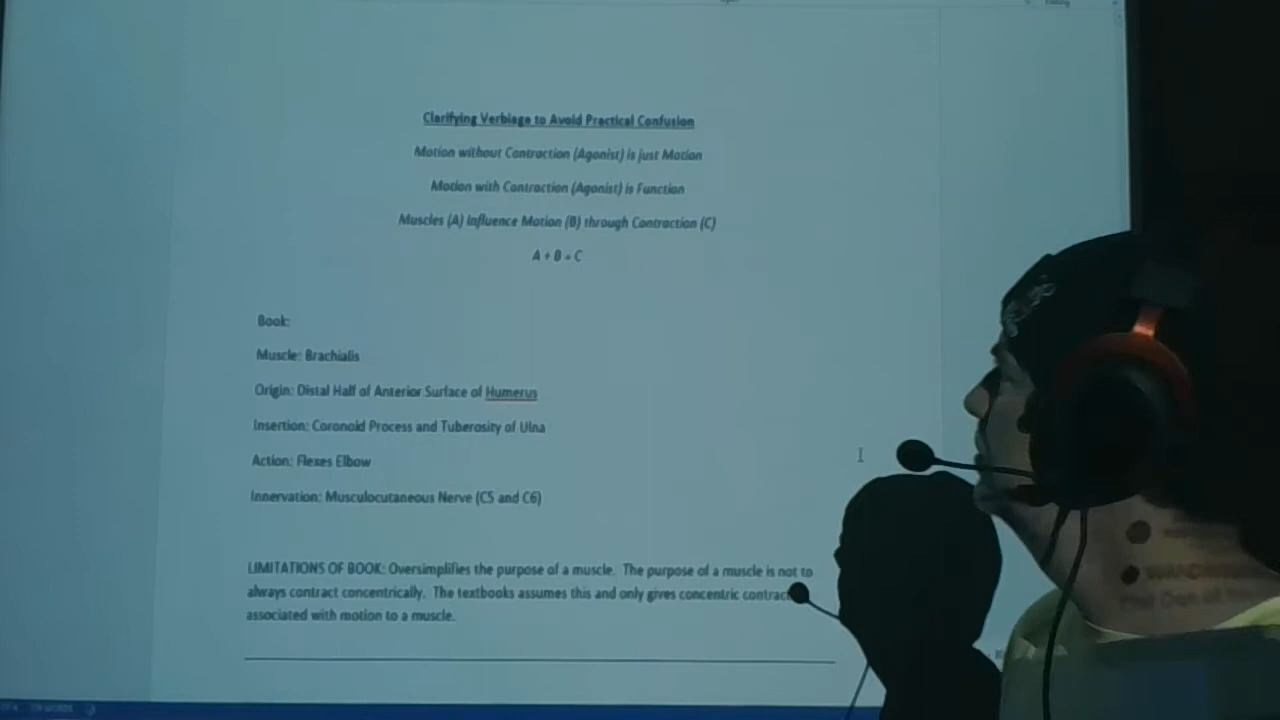 Clarifying Verbiage to Avoid Practical Confusion
Motion without Contraction (Agonist) is just Motion
Motion with Contraction (Agonist) is Function
Muscles (A) Influence Motion (B) through Contraction (C)
A + B = C
Book:
Muscle: Brachialis
Origin: Distal Half of Anterior Surface of Humerus
Insertion: Coronoid Process and Tuberosity of Ulna
Action: Flexes Elbow
Innervation: Musculocutaneous Nerve (C5 and C6)
LIMITATIONS OF BOOK: Oversimplifies the purpose of a muscle. The purpose of a muscle is not to
always contract concentrically. The textbooks assumes this and only gives concentric contract
associated with motion to a muscle.